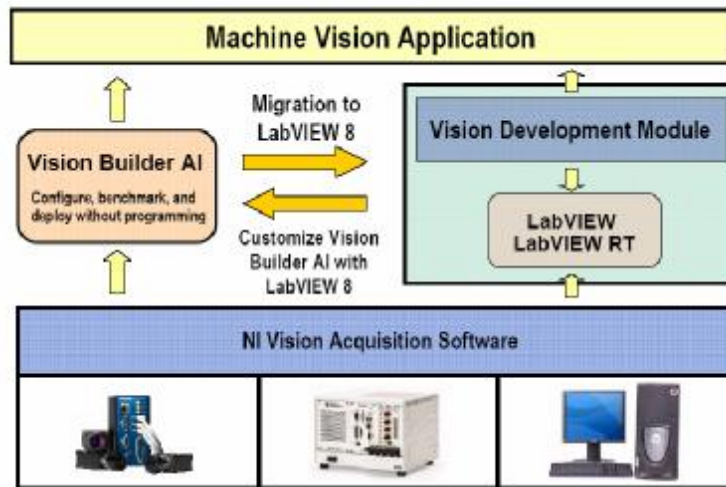 Machine Vision Application
Migration to
LabVIEW 8
Vision Builder AI
Configure, benchmark, and
deploy without programming
Customize Vision
Builder AI with
LabVIEW 8
Vision Development Module
LabVIEW
LabVIEW RT
NI Vision Acquisition Software